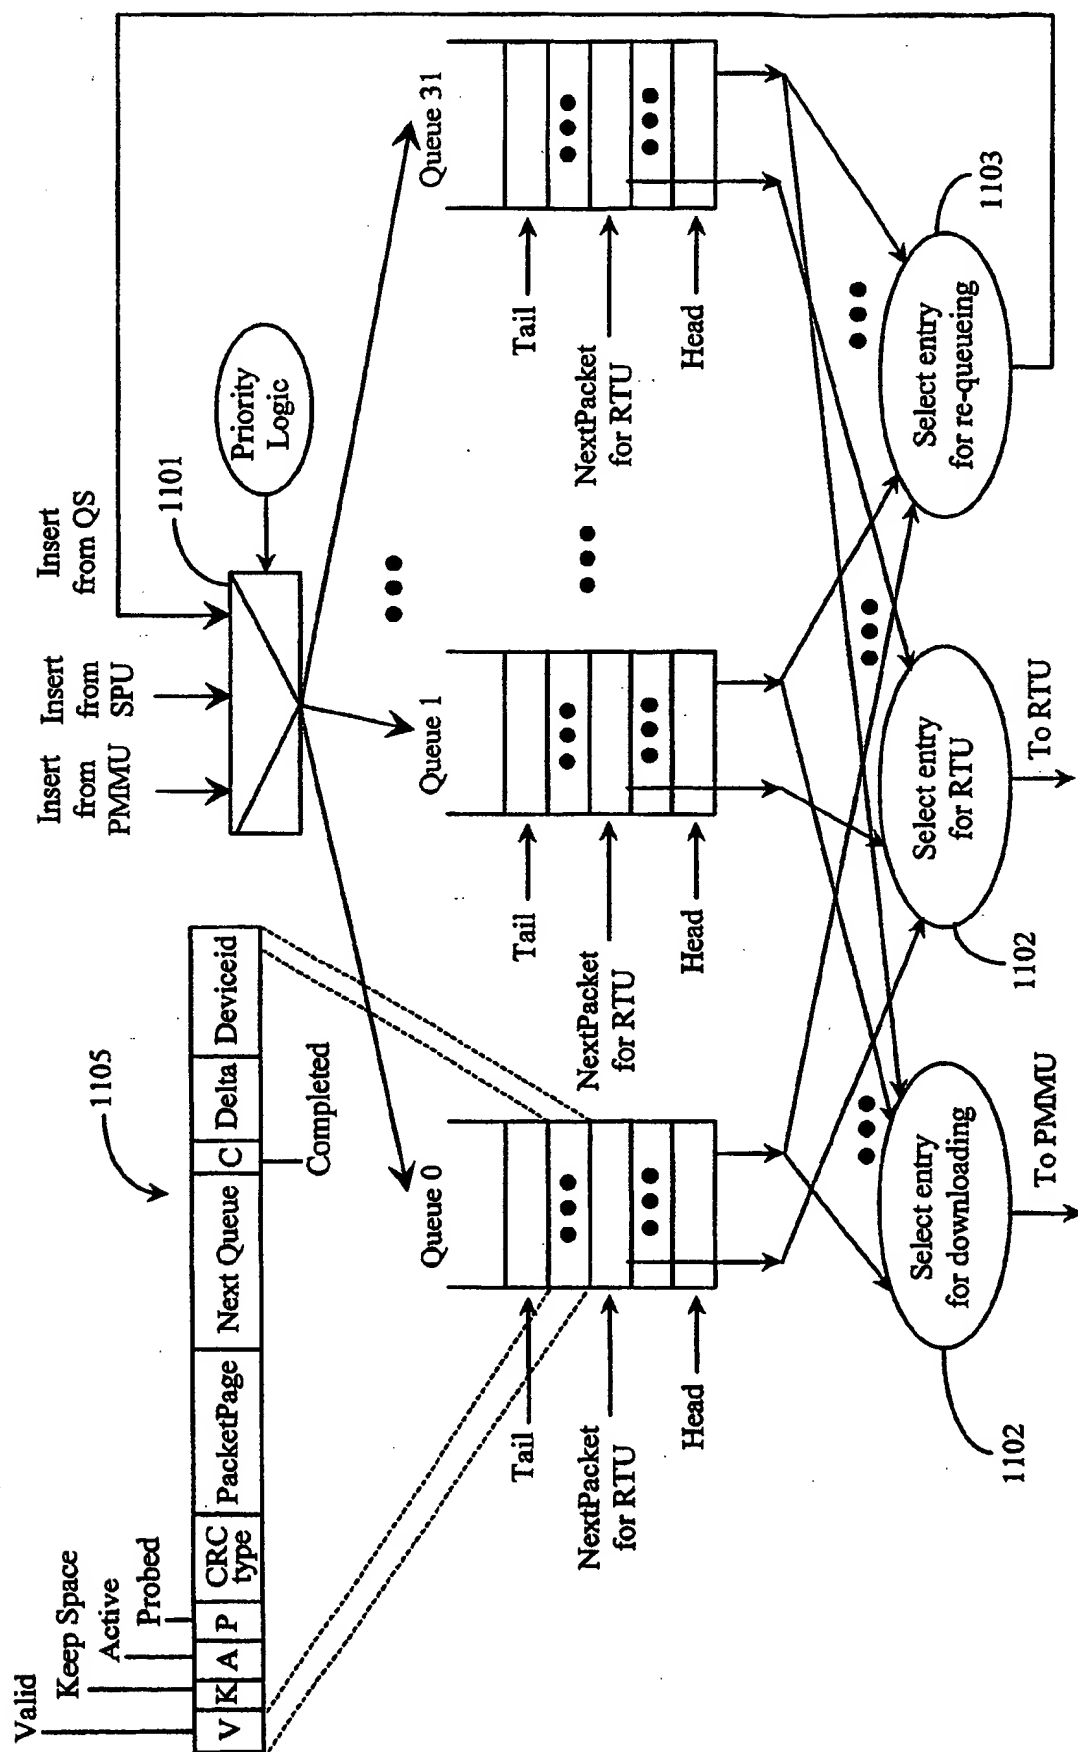 Valid
Keep Space
Active
Probed
V
K
A
P
CRC
type
PacketPage
Next Queue
C
Delta
Deviceid
Completed
1105
Insert
from
PMMU
Insert
from
SPU
Insert
from QS
1101
Priority
Logic
Queue 0
Tail
NextPacket
for RTU
Head
Queue 1
Tail
NextPacket
for RTU
Head
Queue 31
Tail
NextPacket
for RTU
Head
Select entry
for downloading
1102
To PMMU
Select entry
for RTU
1102
To RTU
Select entry
for re-queueing
1103